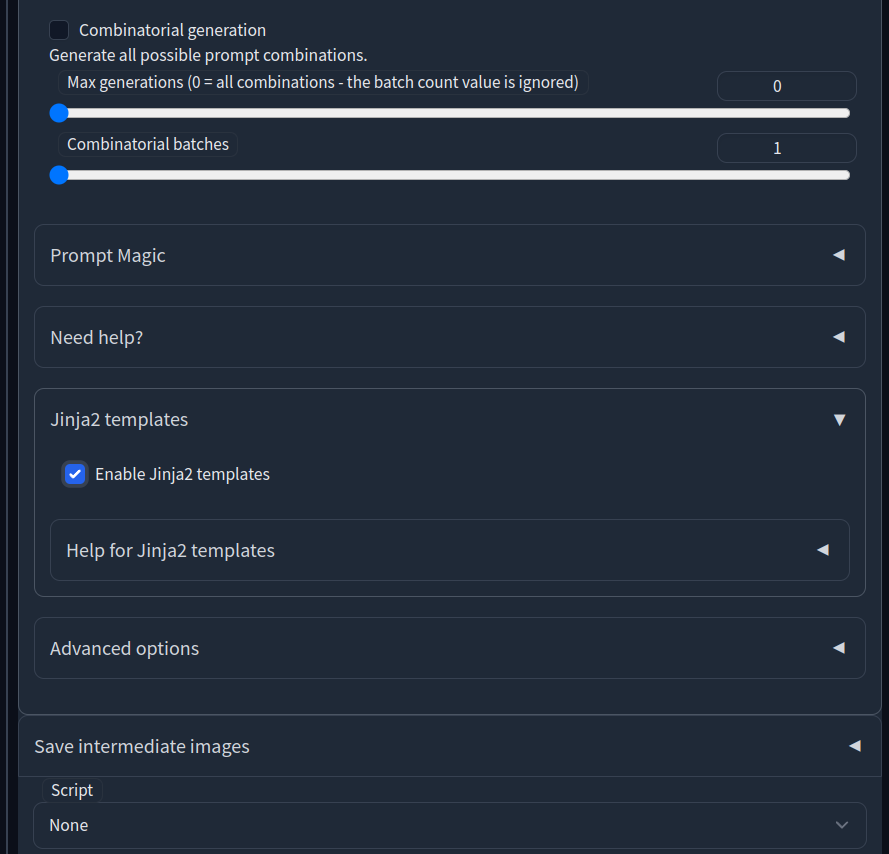 Combinatorial generation
Generate all possible prompt combinations.
Max generations (0 = all combinations - the batch count value is ignored)
0
Combinatorial batches
1
Prompt Magic
Need help?
Jinja2 templates
Enable Jinja2 templates
Help for Jinja2 templates
Advanced options
Save intermediate images
Script
None